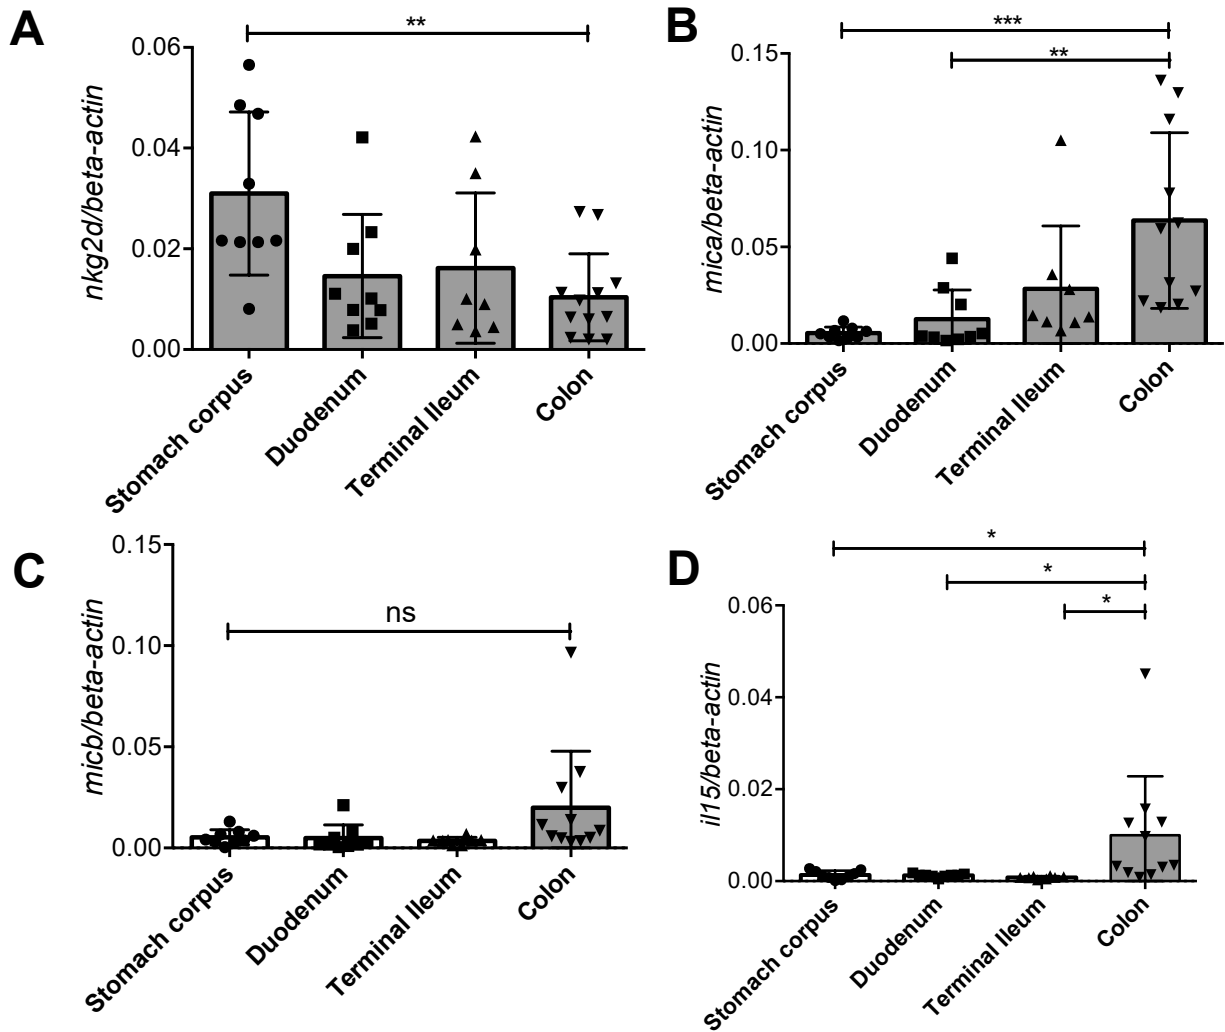 A
**
0.06
0.04
0.02
0.00
nkg2d/beta-actin
Stomach corpus
Duodenum
Terminal Ileum
Colon
B
***
**
0.15
0.10
0.05
0.00
mica/beta-actin
Stomach corpus
Duodenum
Terminal Ileum
Colon
C
ns
0.15
0.10
0.05
0.00
micb/beta-actin
Stomach corpus
Duodenum
Terminal Ileum
Colon
D
*
*
*
0.06
0.04
0.02
0.00
il15/beta-actin
Stomach corpus
Duodenum
Terminal Ileum
Colon